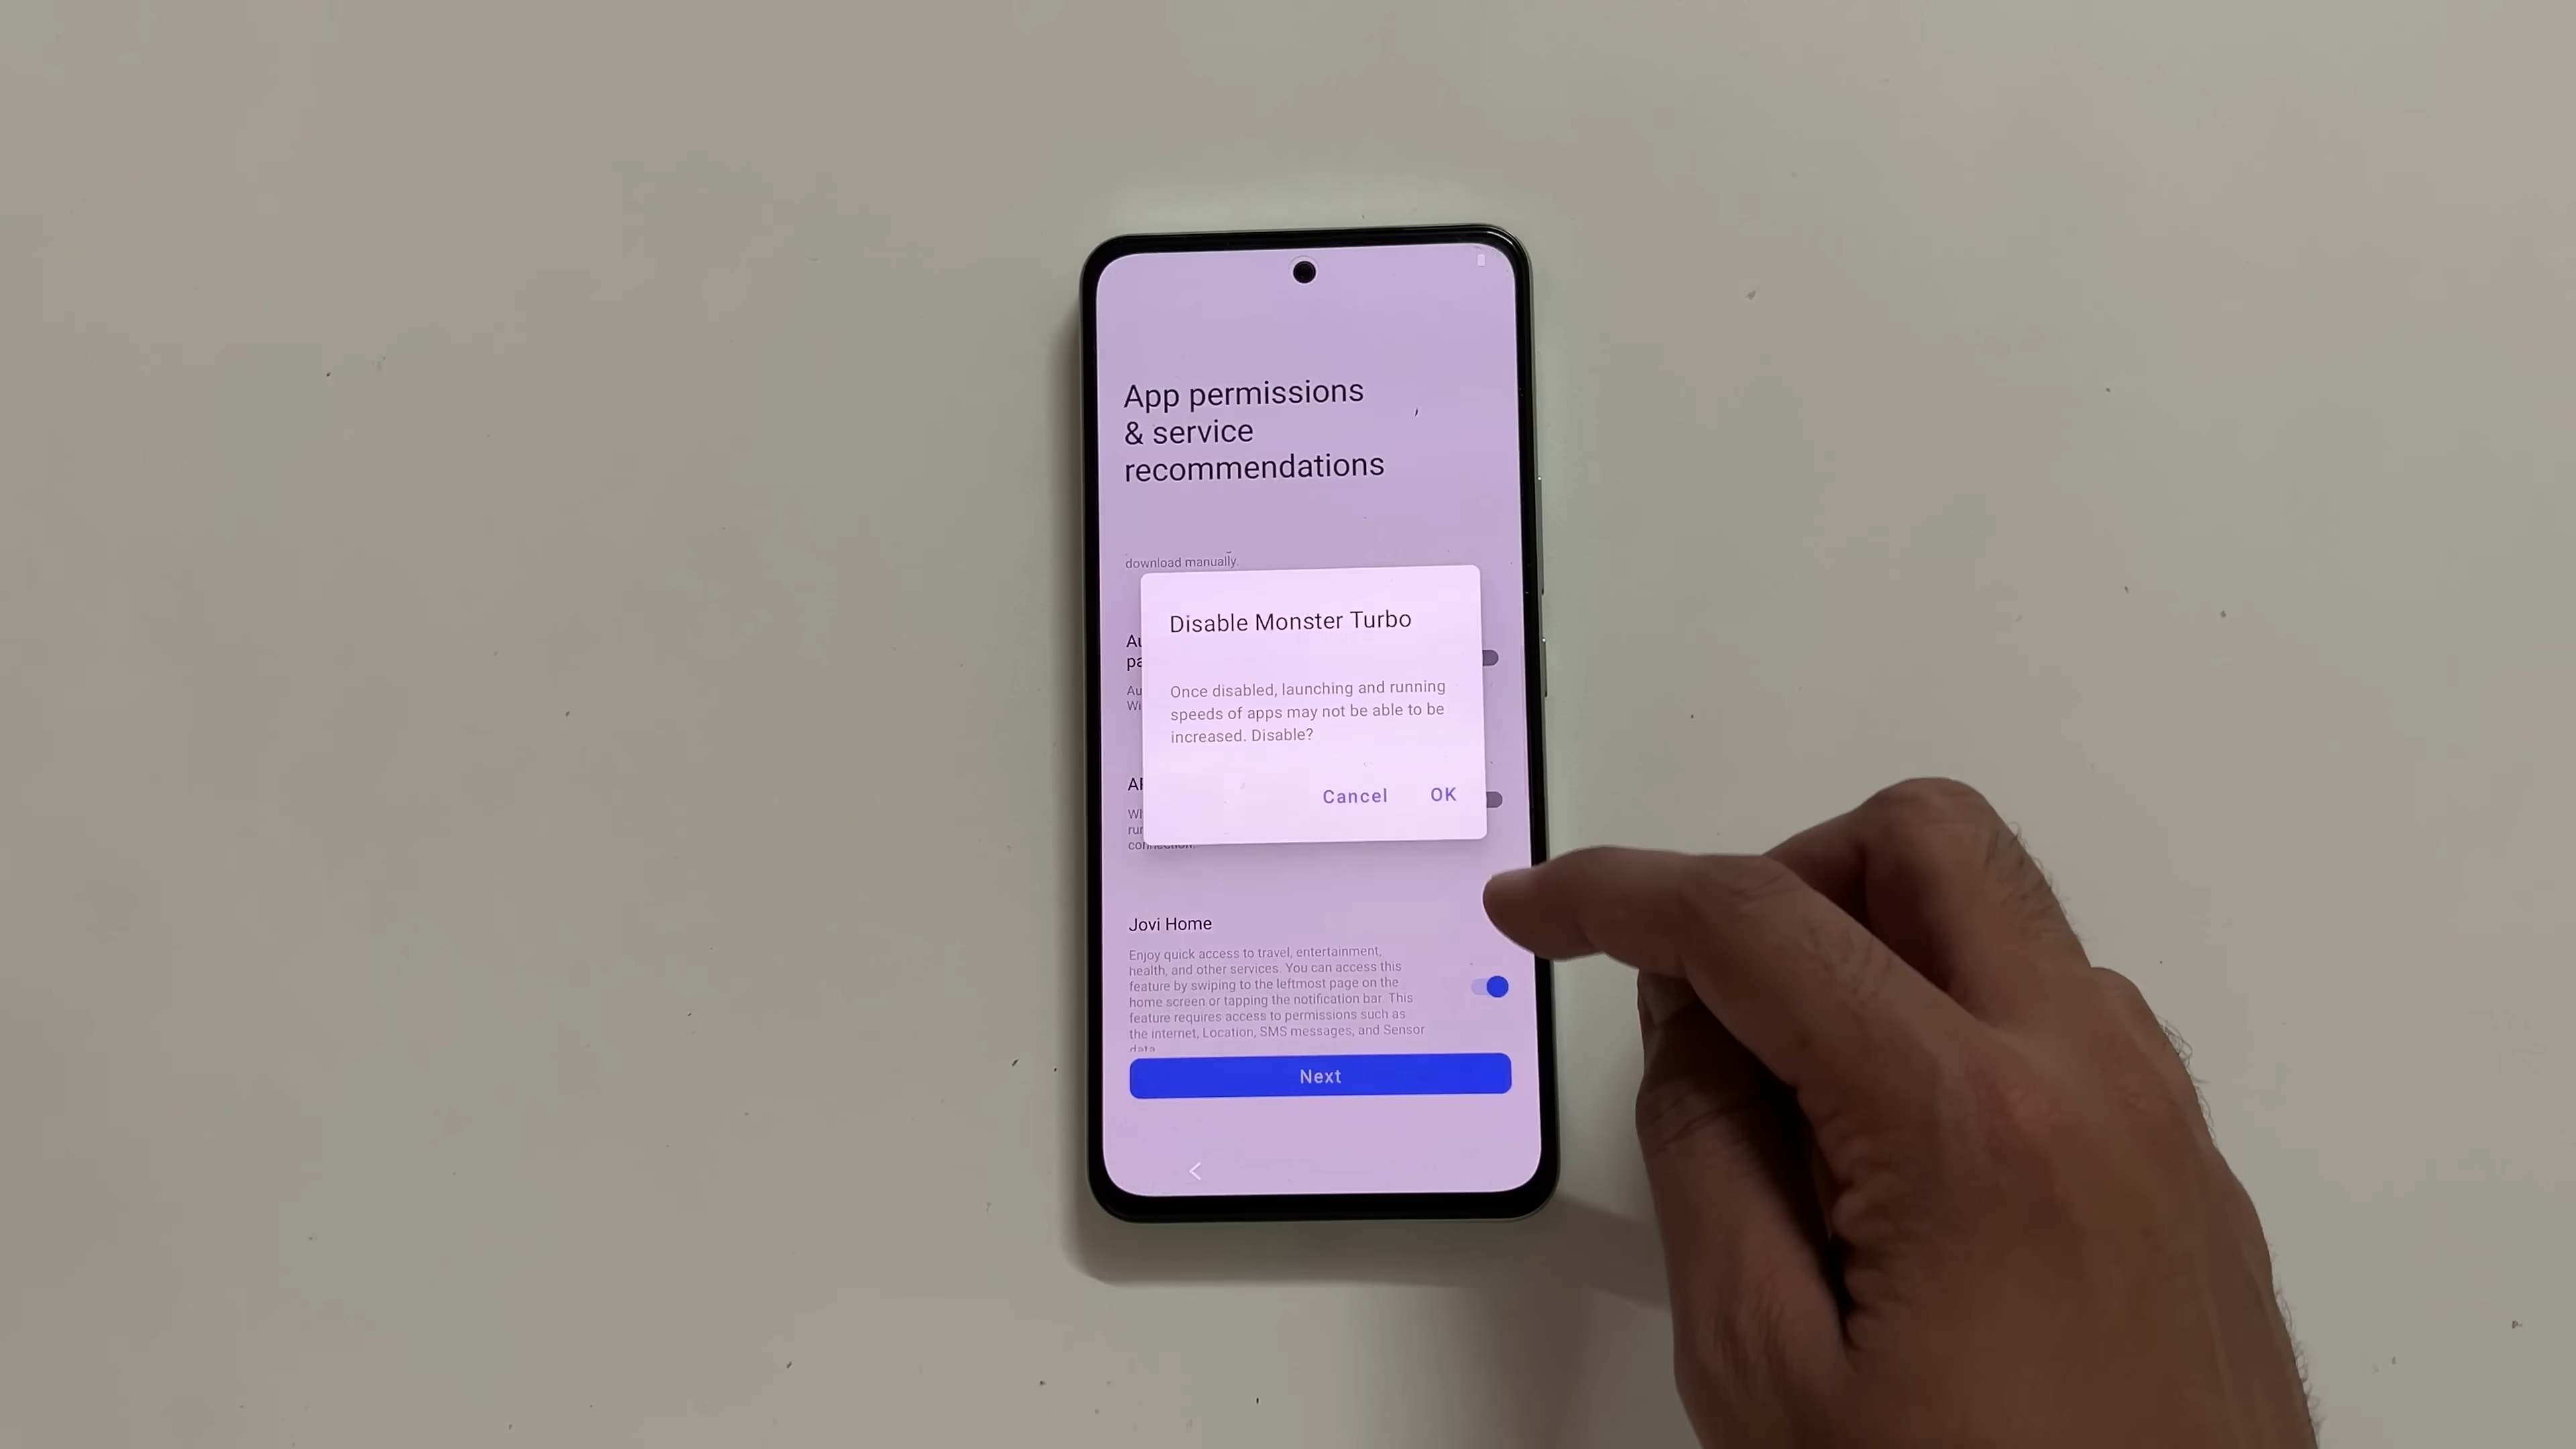 App permissions
& service
recommendations
download manually.
Disable Monster Turbo
Once disabled, launching and running
speeds of apps may not be able to be
increased. Disable?
Cancel OK
Jovi Home
Enjoy quick access to travel, entertainment,
health, and other services. You can access this
feature by swiping to the leftmost page on the
home screen or tapping the notification bar. This
feature requires access to permissions such as
the internet, Location, SMS messages, and Sensor
data
Next